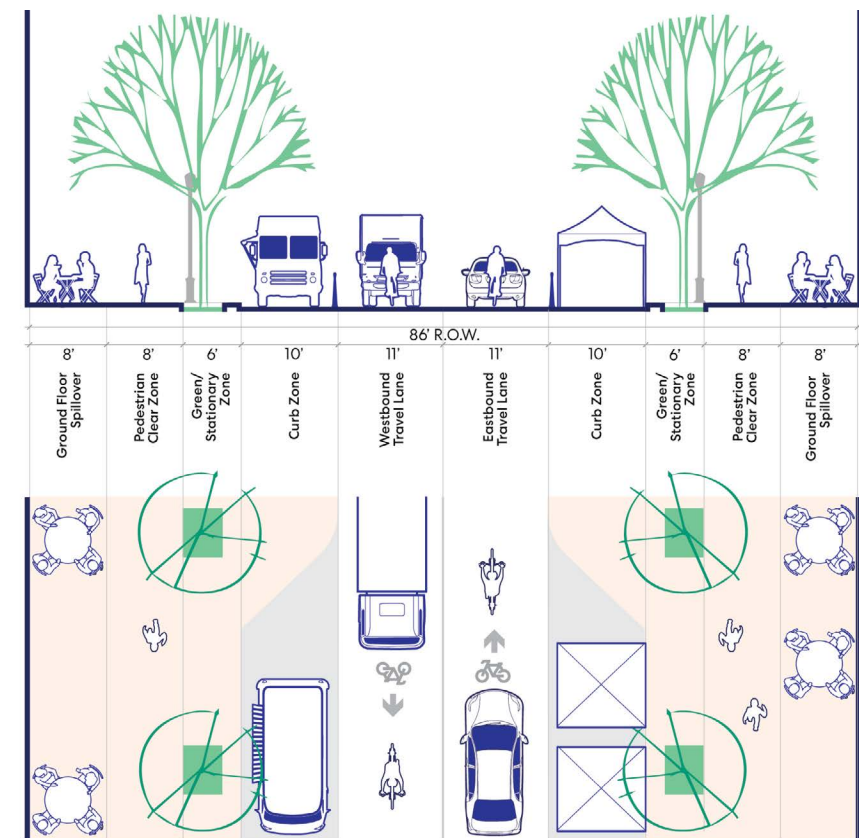 86’ R.O.W.
8’
8’
6’
10’
11’
11’
10’
6’
8’
8’
Ground Floor
Spillover
Pedestrian
Clear Zone
Green/
Stationary
Zone
Curb Zone
Westbound
Travel Lane
Eastbound
Travel Lane
Curb Zone
Green/
Stationary
Zone
Pedestrian
Clear Zone
Ground Floor
Spillover